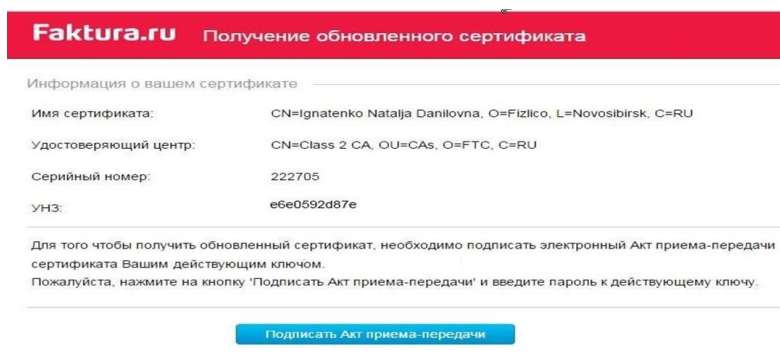 Faktura.ru Получение обновленного сертификата
Информация о вашем сертификате
Имя сертификата: CN=Ignatenko Natalja Danilovna, O=Fizlico, L=Novosibirsk, C=RU
Удостоверяющий центр: CN=Class 2 CA, OU=CAs, O=FTC, C=RU
Серийный номер: 222705
УНЗ: e6e0592d87e
Для того чтобы получить обновленный сертификат, необходимо подписать электронный Акт приема-передачи
сертификата Вашим действующим ключом.
Пожалуйста, нажмите на кнопку 'Подписать Акт приема-передачи' и введите пароль к действующему ключу.
Подписать Акт приема-передачи